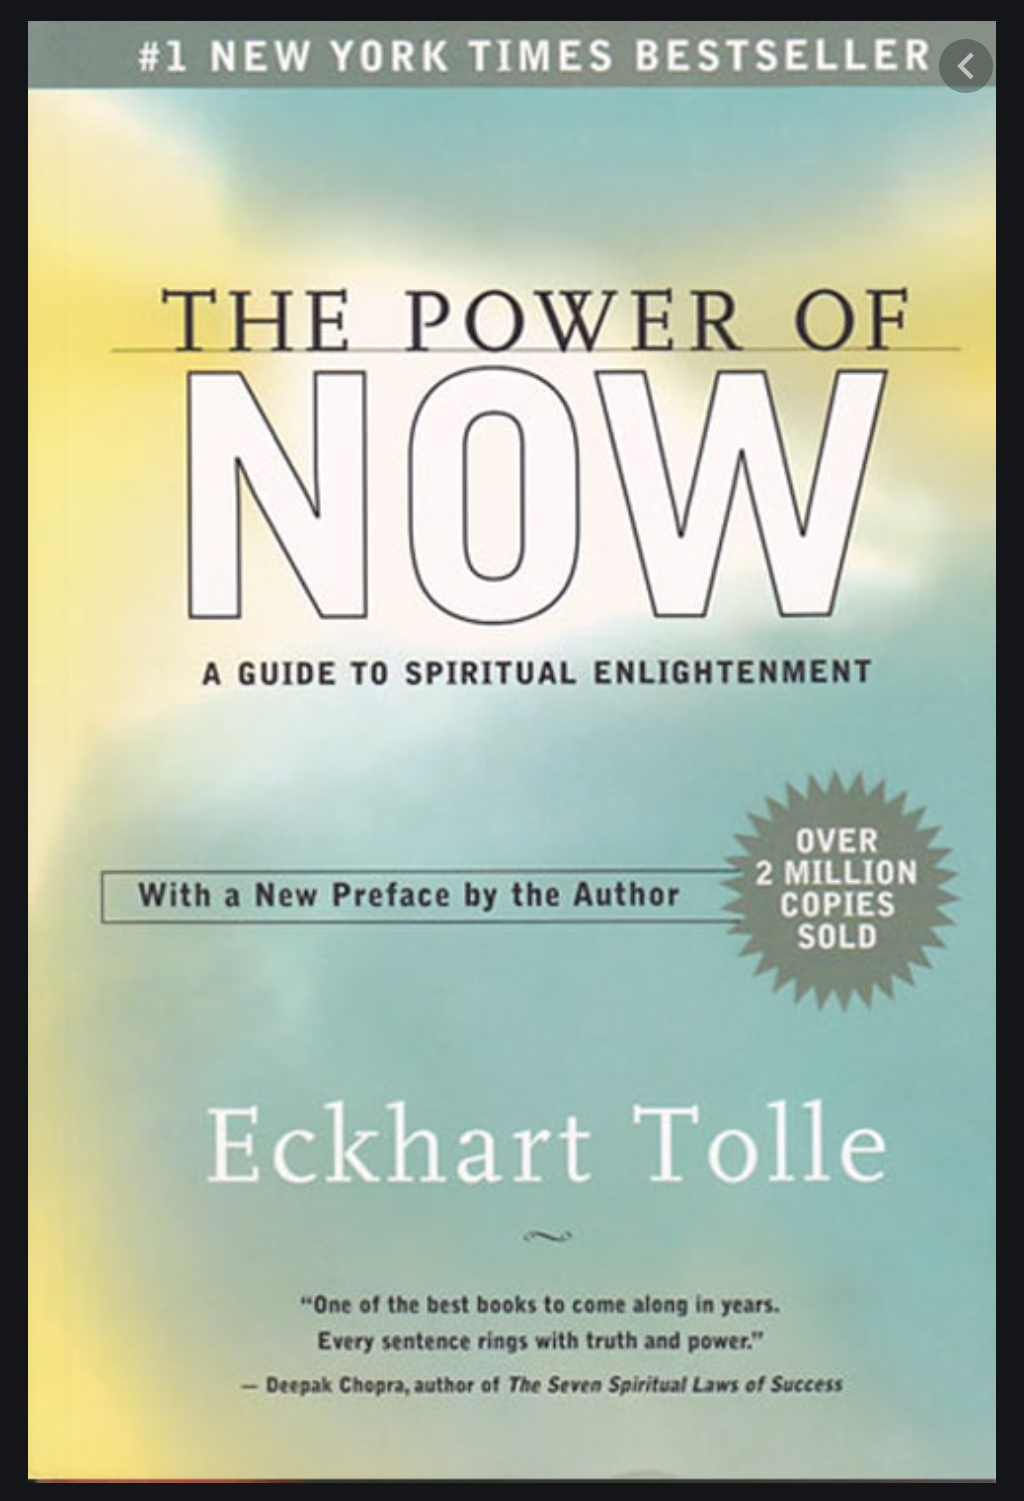 #1 NEW YORK TIMES BESTSELLER
THE POWER OF
NOW
A GUIDE TO SPIRITUAL ENLIGHTENMENT
With a New Preface by the Author
OVER
2 MILLION
COPIES
SOLD
Eckhart Tolle
“One of the best books to come along in years.
Every sentence rings with truth and power.”
— Deepak Chopra, author of The Seven Spiritual Laws of Success